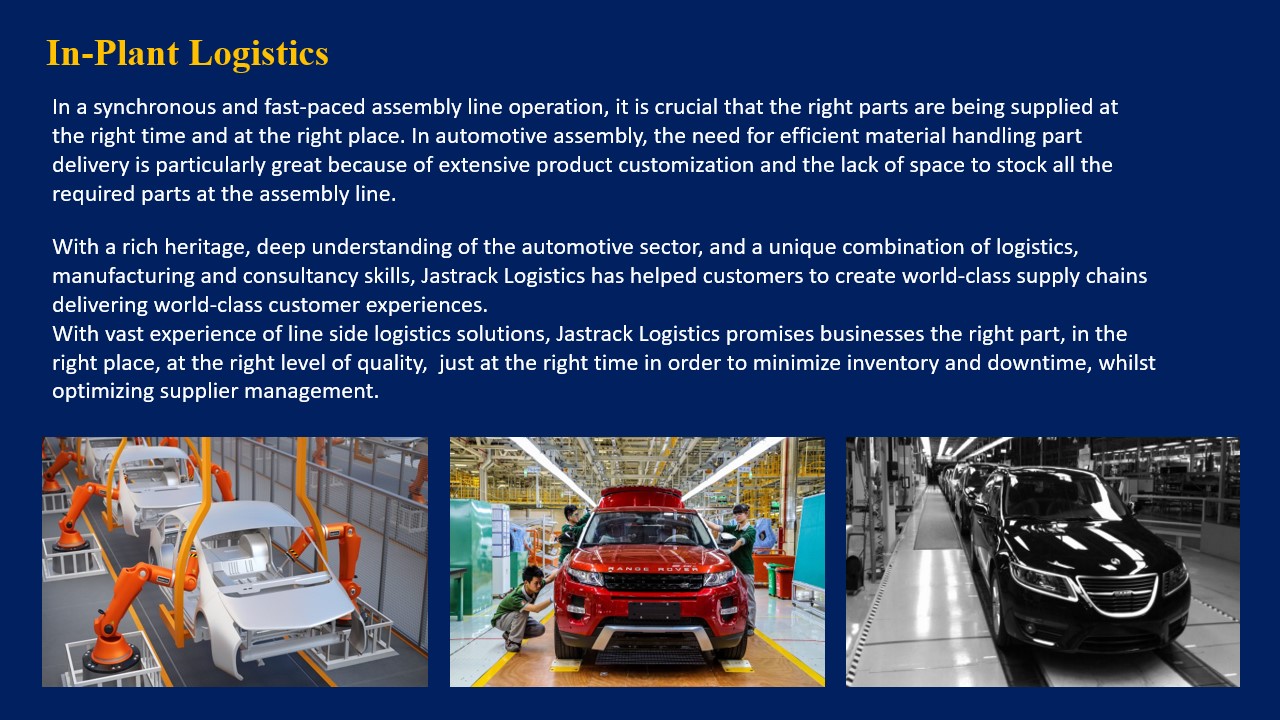 In-Plant Logistics
In a synchronous and fast-paced assembly line operation, it is crucial that the right parts are being supplied at
the right time and at the right place. In automotive assembly, the need for efficient material handling part
delivery is particularly great because of extensive product customization and the lack of space to stock all the
required parts at the assembly line.
With a rich heritage, deep understanding of the automotive sector, and a unique combination of logistics,
manufacturing and consultancy skills, Jastrack Logistics has helped customers to create world-class supply chains
delivering world-class customer experiences.
With vast experience of line side logistics solutions, Jastrack Logistics promises businesses the right part, in the
right place, at the right level of quality,  just at the right time in order to minimize inventory and downtime, whilst
optimizing supplier management.
RANGE ROVER